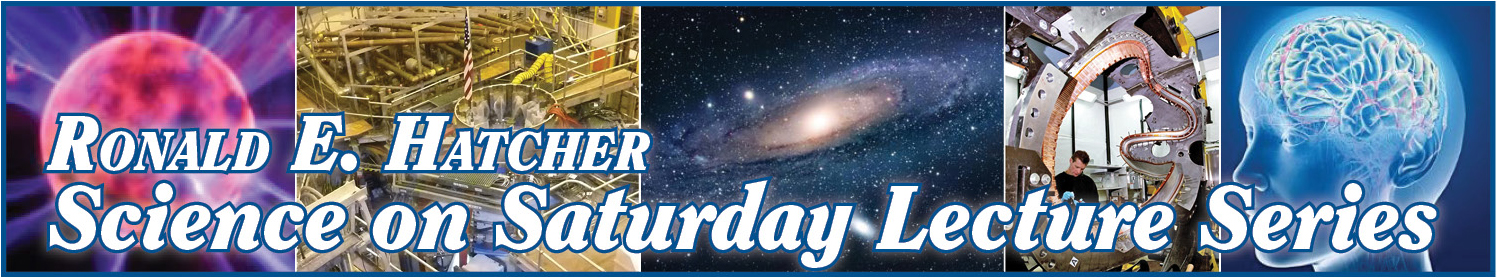 Ronald E. Hatcher
Science on Saturday Lecture Series